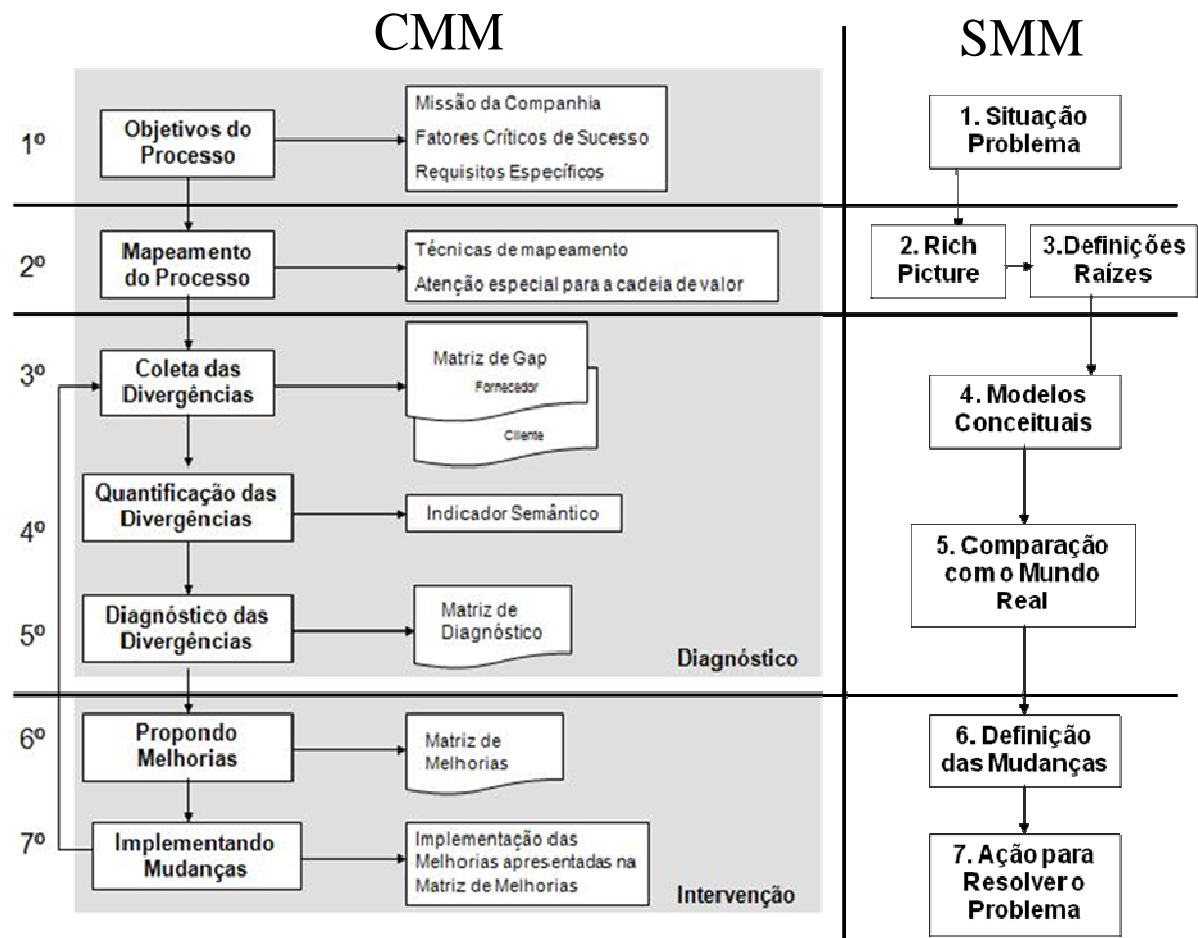 CMM
SMM
1º
Objetivos do
Processo
Missão da Companhia
Fatores Críticos de Sucesso
Requisitos Específicos
1. Situação
Problema
2º
Mapeamento
do Processo
Técnicas de mapeamento
Atenção especial para a cadeia de valor
2. Rich
Picture
3.Definições
Raízes
3º
Coleta das
Divergências
Matriz de Gap
Fornecedor
Cliente
4. Modelos
Conceituais
4º
Quantificação das
Divergências
Indicador Semântico
5. Comparação
com o Mundo
Real
5º
Diagnóstico das
Divergências
Matriz de
Diagnóstico
Diagnóstico
6º
Propondo
Melhorias
Matriz de
Melhorias
6. Definição
das Mudanças
7º
Implementando
Mudanças
Implementação das
Melhorias apresentadas na
Matriz de Melhorias
Intervenção
7. Ação para
Resolver o
Problema